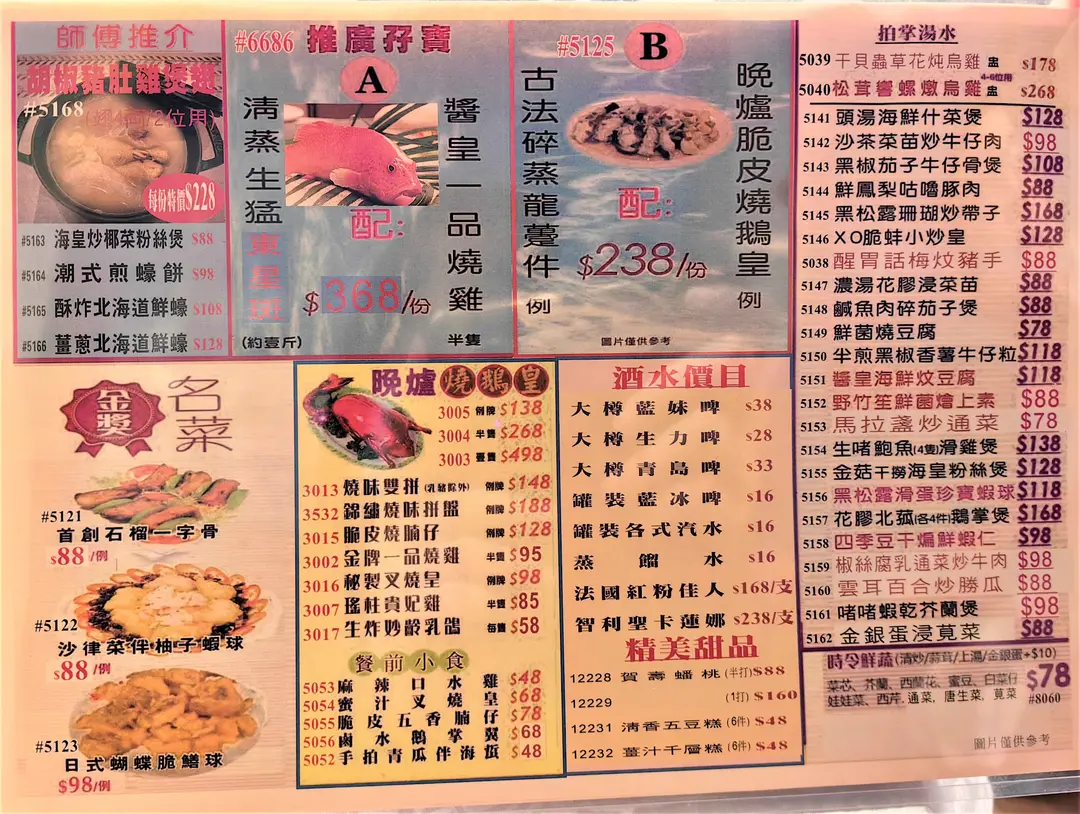 師傅推介
胡椒豬肚雞煲翅
#5168
(翅4両/2位用)
每份特價$228
#5163 海皇炒椰菜粉絲煲 $88
#5164 潮式煎蠔餅 $98
#5165 酥炸北海道鮮蠔 $108
#5166 薑蔥北海道鮮蠔 $128
#6686 推廣孖寶
A
清蒸生猛東星斑
(約壹斤)
配:
$368/份
醬皇一品燒雞
半隻
#5125 B
古法碎蒸龍躉件
例
配:
$238/份
晚爐脆皮燒鵝皇
例
圖片僅供參考
金獎
名菜
#5121
首創石榴一字骨
$88/例
#5122
沙律菜伴柚子蝦球
$88/例
#5123
日式蝴蝶脆鱔球
$98/例
晚爐燒鵝皇
3005 例牌 $138
3004 半隻 $268
3003 壹隻 $498
3013 燒味雙拼(乳豬除外) 例牌 $148
3532 錦繡燒味拼盤 例牌 $188
3015 脆皮燒腩仔 例牌 $128
3002 金牌一品燒雞 半隻 $95
3016 秘製叉燒皇 例牌 $98
3007 瑤柱貴妃雞 半隻 $85
3017 生炸妙齡乳鴿 每隻 $58
餐前小食
5053 麻辣口水雞 $48
5054 蜜汁叉燒皇 $68
5055 脆皮五香腩仔 $78
5056 鹵水鵝掌翼 $68
5052 手拍青瓜伴海蜇 $48
酒水價目
大樽藍妹啤 $38
大樽生力啤 $28
大樽青島啤 $33
罐裝藍冰啤 $16
罐裝各式汽水 $16
蒸餾水 $16
法國紅粉佳人 $168/支
智利聖卡蓮娜 $238/支
精美甜品
12228 賀壽蟠桃 (半打) $88
12229 (1打) $160
12231 清香五豆糕 (6件) $48
12232 薑汁千層糕 (6件) $48
拍掌湯水
5039 干貝蟲草花炖烏雞 盅 $178
5040 松茸響螺燉烏雞 盅 4-6位用 $268
5141 頭湯海鮮什菜煲 $128
5142 沙茶菜苗炒牛仔肉 $98
5143 黑椒茄子牛仔骨煲 $108
5144 鮮鳳梨咕嚕豚肉 $88
5145 黑松露珊瑚炒帶子 $168
5146 XO脆蚌小炒皇 $128
5038 醒胃話梅炆豬手 $88
5147 濃湯花膠浸菜苗 $88
5148 鹹魚肉碎茄子煲 $88
5149 鮮菌燒豆腐 $78
5150 半煎黑椒香薯牛仔粒 $118
5151 醬皇海鮮炆豆腐 $118
5152 野竹笙鮮菌燴上素 $88
5153 馬拉盞炒通菜 $78
5154 生啫鮑魚(4隻)滑雞煲 $138
5155 金菇干撈海皇粉絲煲 $128
5156 黑松露滑蛋珍寶蝦球 $118
5157 花膠北菰(各4件)鵝掌煲 $168
5158 四季豆干煸鮮蝦仁 $98
5159 椒絲腐乳通菜炒牛肉 $98
5160 雲耳百合炒勝瓜 $88
5161 啫啫蝦乾芥蘭煲 $98
5162 金銀蛋浸莧菜 $88
時令鮮蔬(清炒/蒜茸/上湯/金銀蛋+$10)
菜芯、芥蘭、西蘭花、蜜豆、白菜仔 $78
娃娃菜、西芹、通菜，唐生菜，莧菜 #8060
圖片僅供參考